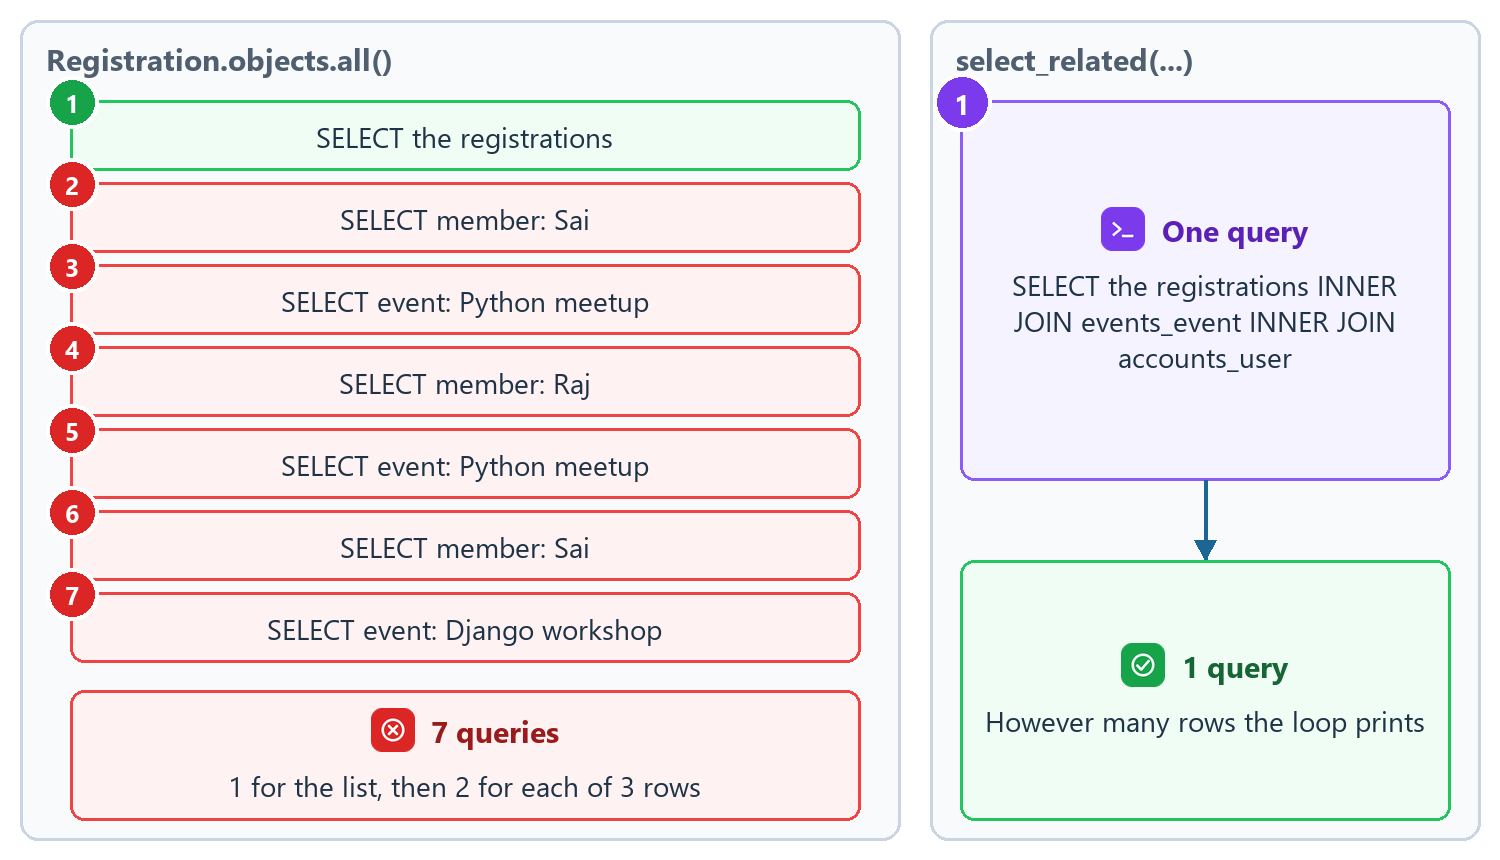 Registration.objects.all()
1
SELECT the registrations
2
SELECT member: Sai
3
SELECT event: Python meetup
4
SELECT member: Raj
5
SELECT event: Python meetup
6
SELECT member: Sai
7
SELECT event: Django workshop
7 queries
1 for the list, then 2 for each of 3 rows
select_related(...)
1
One query
SELECT the registrations INNER
JOIN events_event INNER JOIN
accounts_user
1 query
However many rows the loop prints